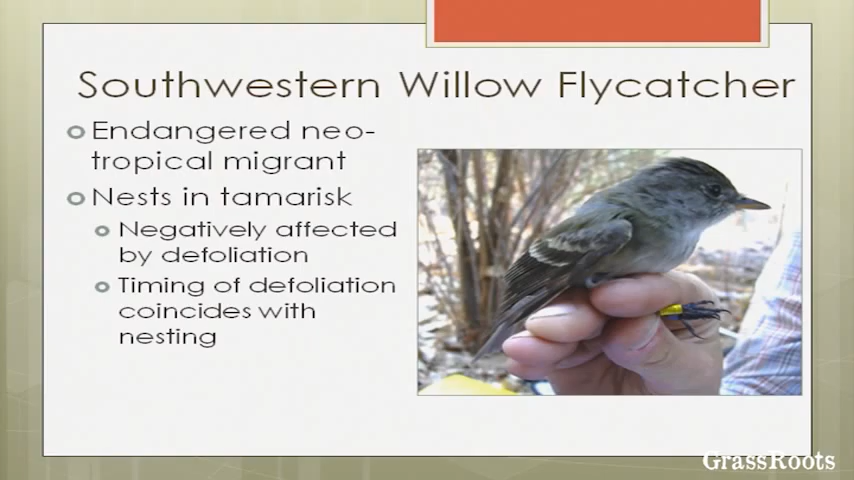 Southwestern Willow Flycatcher
Endangered neo-
tropical migrant
Nests in tamarisk
Negatively affected
by defoliation
Timing of defoliation
coincides with
nesting
GrassRoots